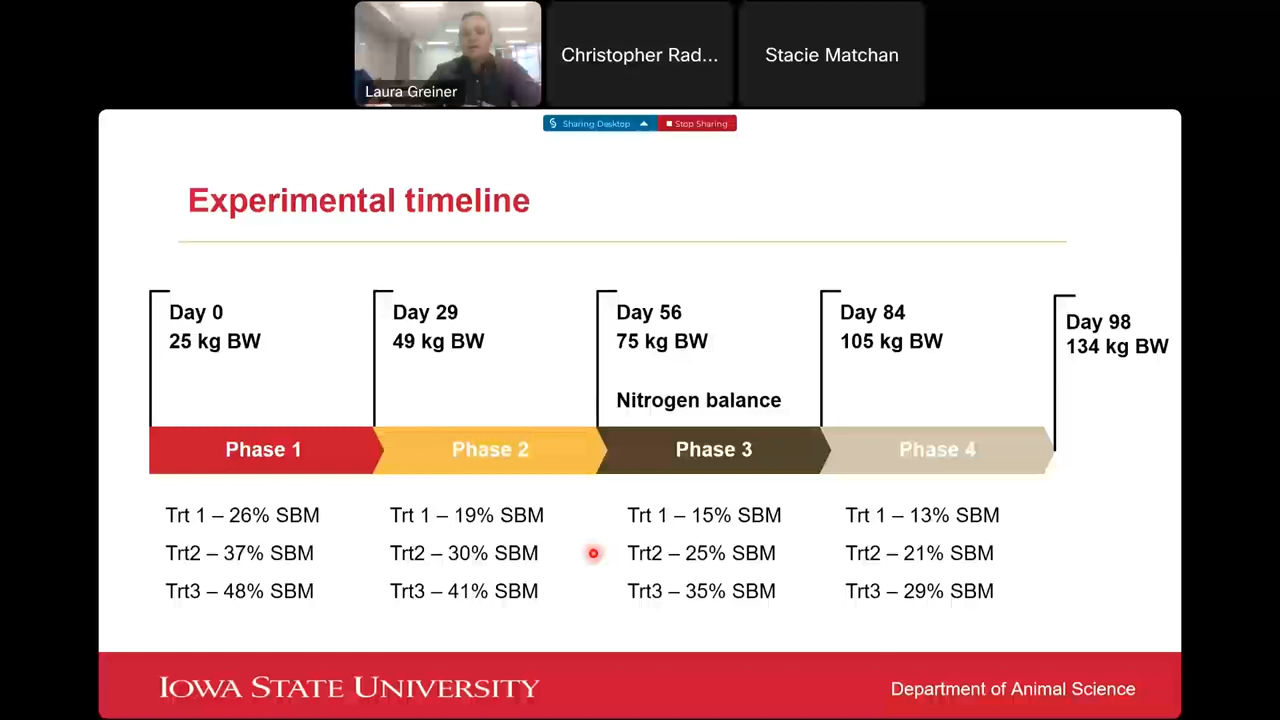 Laura Greiner
Christopher Rad...
Stacie Matchan
Sharing Desktop
Stop Sharing
Experimental timeline
Day 0
25 kg BW
Day 29
49 kg BW
Day 56
75 kg BW
Nitrogen balance
Day 84
105 kg BW
Day 98
134 kg BW
Phase 1
Phase 2
Phase 3
Phase 4
Trt 1 – 26% SBM
Trt2 – 37% SBM
Trt3 – 48% SBM
Trt 1 – 19% SBM
Trt2 – 30% SBM
Trt3 – 41% SBM
Trt 1 – 15% SBM
Trt2 – 25% SBM
Trt3 – 35% SBM
Trt 1 – 13% SBM
Trt2 – 21% SBM
Trt3 – 29% SBM
IOWA STATE UNIVERSITY
Department of Animal Science